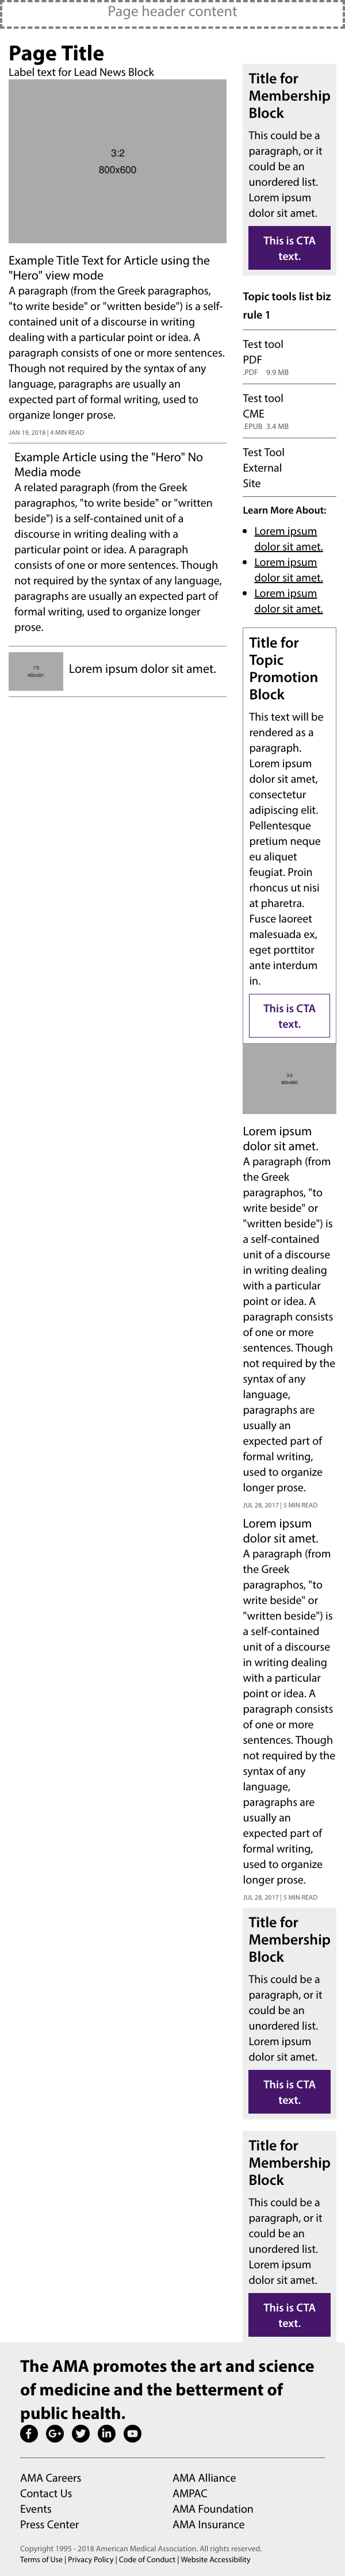 Page header content
Page Title
Label text for Lead News Block
3:2
800x600
Example Title Text for Article using the
"Hero" view mode
A paragraph (from the Greek paragraphos,
"to write beside" or "written beside") is a self-
contained unit of a discourse in writing
dealing with a particular point or idea. A
paragraph consists of one or more sentences.
Though not required by the syntax of any
language, paragraphs are usually an
expected part of formal writing, used to
organize longer prose.
JAN 19, 2018 | 4 MIN READ
Example Article using the "Hero" No
Media mode
A related paragraph (from the Greek
paragraphos, "to write beside" or "written
beside") is a self-contained unit of a
discourse in writing dealing with a
particular point or idea. A paragraph
consists of one or more sentences. Though
not required by the syntax of any language,
paragraphs are usually an expected part of
formal writing, used to organize longer
prose.
Lorem ipsum dolor sit amet.
Title for
Membership
Block
This could be a
paragraph, or it
could be an
unordered list.
Lorem ipsum
dolor sit amet.
This is CTA
text.
Topic tools list biz
rule 1
Test tool
PDF
.PDF 9.9 MB
Test tool
CME
.EPUB 3.4 MB
Test Tool
External
Site
Learn More About:
Lorem ipsum
dolor sit amet.
Lorem ipsum
dolor sit amet.
Lorem ipsum
dolor sit amet.
Title for
Topic
Promotion
Block
This text will be
rendered as a
paragraph.
Lorem ipsum
dolor sit amet,
consectetur
adipiscing elit.
Pellentesque
pretium neque
eu aliquet
feugiat. Proin
rhoncus ut nisi
at pharetra.
Fusce laoreet
malesuada ex,
eget porttitor
ante interdum
in.
This is CTA
text.
3:2
800x600
Lorem ipsum
dolor sit amet.
A paragraph (from
the Greek
paragraphos, "to
write beside" or
"written beside") is
a self-contained
unit of a discourse
in writing dealing
with a particular
point or idea. A
paragraph consists
of one or more
sentences. Though
not required by the
syntax of any
language,
paragraphs are
usually an
expected part of
formal writing,
used to organize
longer prose.
JUL 28, 2017 | 5 MIN READ
Lorem ipsum
dolor sit amet.
A paragraph (from
the Greek
paragraphos, "to
write beside" or
"written beside") is
a self-contained
unit of a discourse
in writing dealing
with a particular
point or idea. A
paragraph consists
of one or more
sentences. Though
not required by the
syntax of any
language,
paragraphs are
usually an
expected part of
formal writing,
used to organize
longer prose.
JUL 28, 2017 | 5 MIN READ
Title for
Membership
Block
This could be a
paragraph, or it
could be an
unordered list.
Lorem ipsum
dolor sit amet.
This is CTA
text.
Title for
Membership
Block
This could be a
paragraph, or it
could be an
unordered list.
Lorem ipsum
dolor sit amet.
This is CTA
text.
The AMA promotes the art and science
of medicine and the betterment of
public health.
AMA Careers
Contact Us
Events
Press Center
AMA Alliance
AMPAC
AMA Foundation
AMA Insurance
Copyright 1995 - 2018 American Medical Association. All rights reserved.
Terms of Use | Privacy Policy | Code of Conduct | Website Accessibility